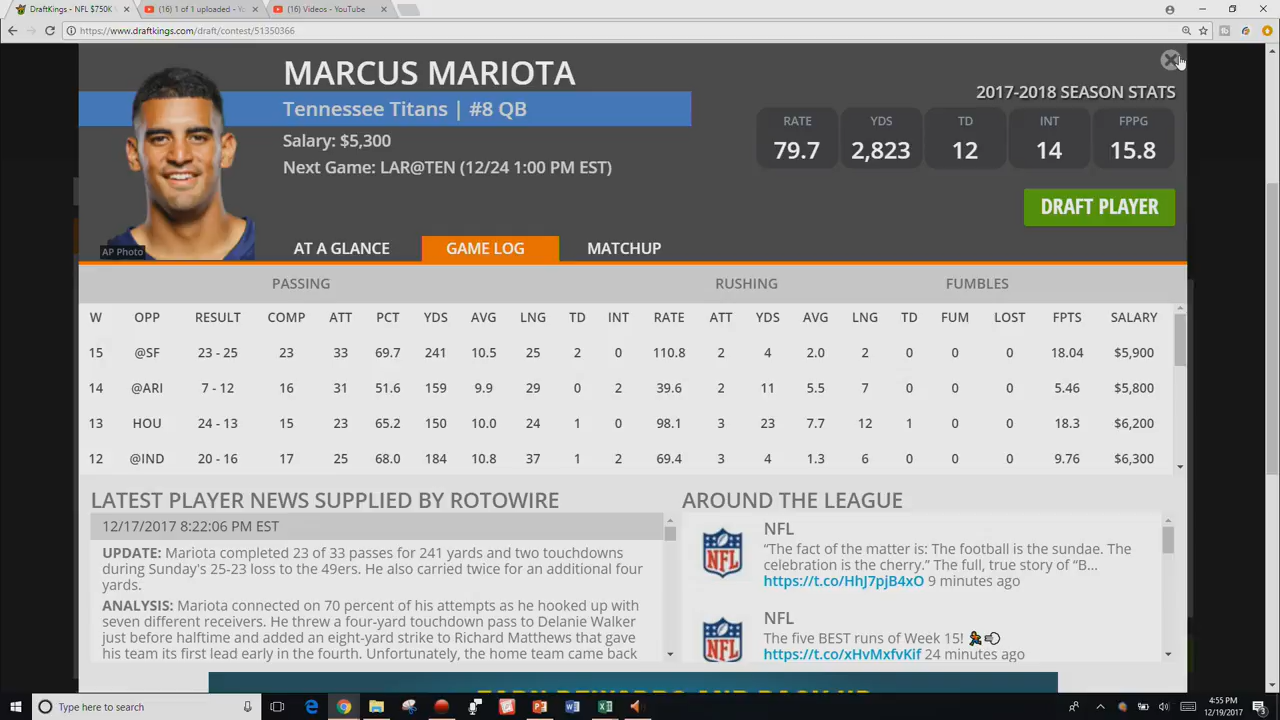 DraftKings - NFL $750K
(16) 1 of 1 uploaded - Yo
(16) Videos - YouTube
https://www.draftkings.com/draft/contest/51350366
MARCUS MARIOTA
Tennessee Titans | #8 QB
Salary: $5,300
Next Game: LAR@TEN (12/24 1:00 PM EST)
AP Photo
2017-2018 SEASON STATS
RATE YDS TD INT FPPG
79.7 2,823 12 14 15.8
DRAFT PLAYER
AT A GLANCE GAME LOG MATCHUP
PASSING RUSHING FUMBLES
W OPP RESULT COMP ATT PCT YDS AVG LNG TD INT RATE ATT YDS AVG LNG TD FUM LOST FPTS SALARY
15 @SF 23 - 25 23 33 69.7 241 10.5 25 2 0 110.8 2 4 2.0 2 0 0 0 18.04 $5,900
14 @ARI 7 - 12 16 31 51.6 159 9.9 29 0 2 39.6 2 11 5.5 7 0 0 0 5.46 $5,800
13 HOU 24 - 13 15 23 65.2 150 10.0 24 1 0 98.1 3 23 7.7 12 1 0 0 18.3 $6,200
12 @IND 20 - 16 17 25 68.0 184 10.8 37 1 2 69.4 3 4 1.3 6 0 0 0 9.76 $6,300
LATEST PLAYER NEWS SUPPLIED BY ROTOWIRE
12/17/2017 8:22:06 PM EST
UPDATE: Mariota completed 23 of 33 passes for 241 yards and two touchdowns
during Sunday's 25-23 loss to the 49ers. He also carried twice for an additional four
yards.
ANALYSIS: Mariota connected on 70 percent of his attempts as he hooked up with
seven different receivers. He threw a four-yard touchdown pass to Delanie Walker
just before halftime and added an eight-yard strike to Richard Matthews that gave
his team its first lead early in the fourth. Unfortunately, the home team came back
AROUND THE LEAGUE
NFL
“The fact of the matter is: The football is the sundae. The
celebration is the cherry.” The full, true story of “B...
https://t.co/HhJ7pjB4xO 9 minutes ago
NFL
The five BEST runs of Week 15!
https://t.co/xHvMxfvKif 24 minutes ago
EARN REWARDS AND RACK UP
Type here to search
4:55 PM
12/19/2017